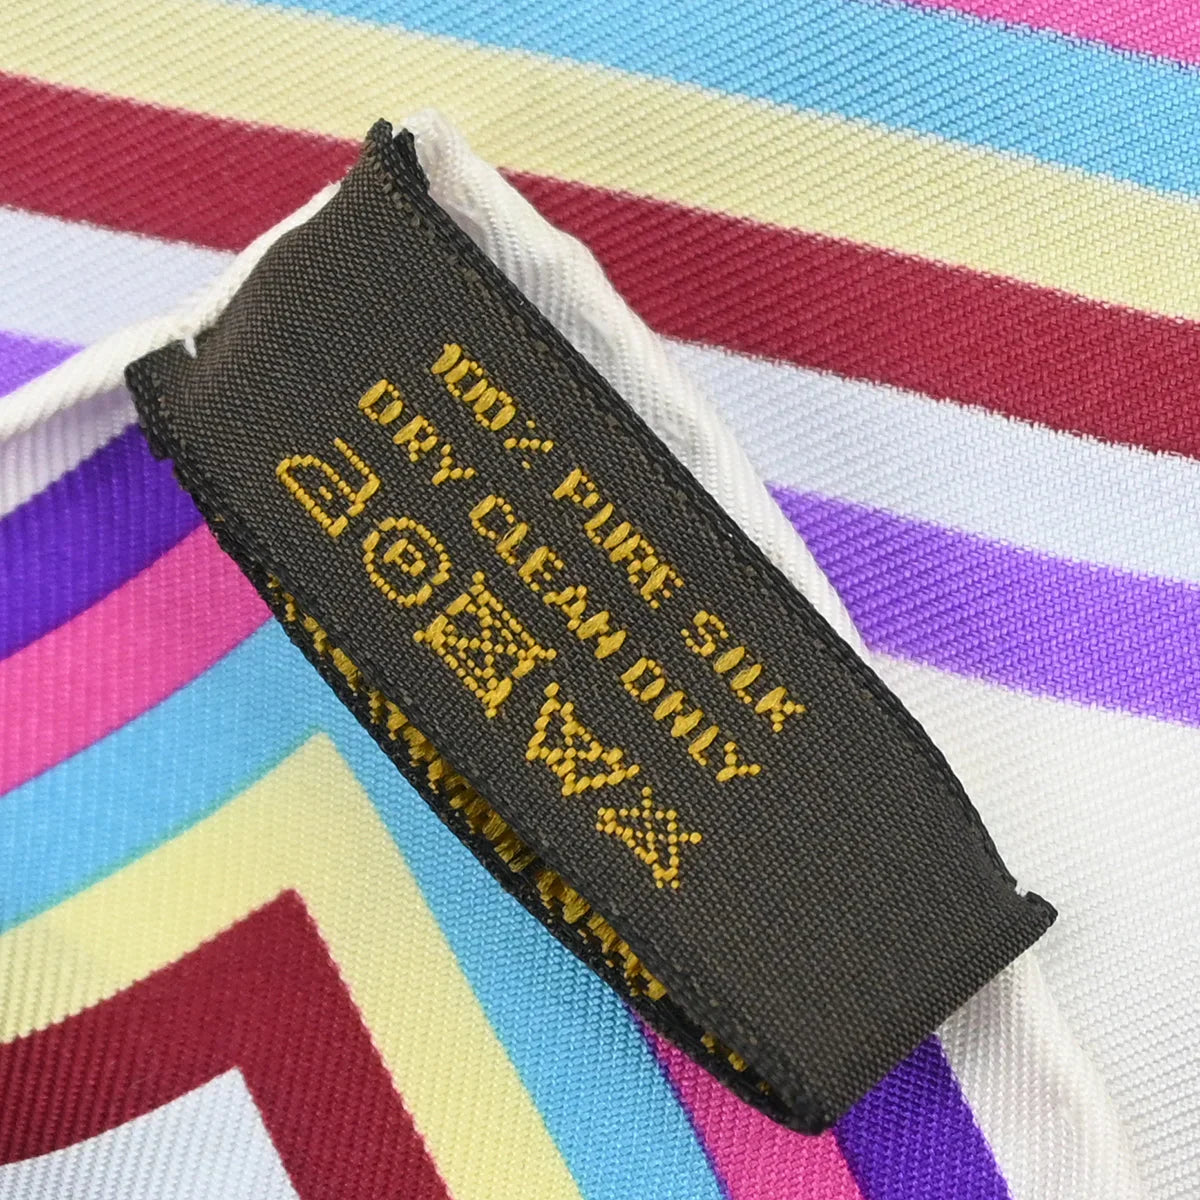 100% PURE SILK
DRY CLEAN ONLY
P